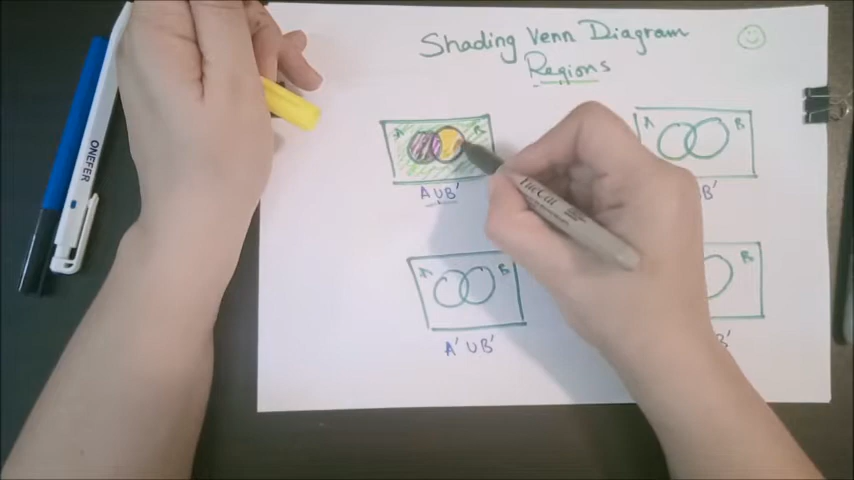 Shading Venn Diagram
Regions
A B
A B
A∪B'
B'
A B
B
A'∪B'
B'
ONEFER